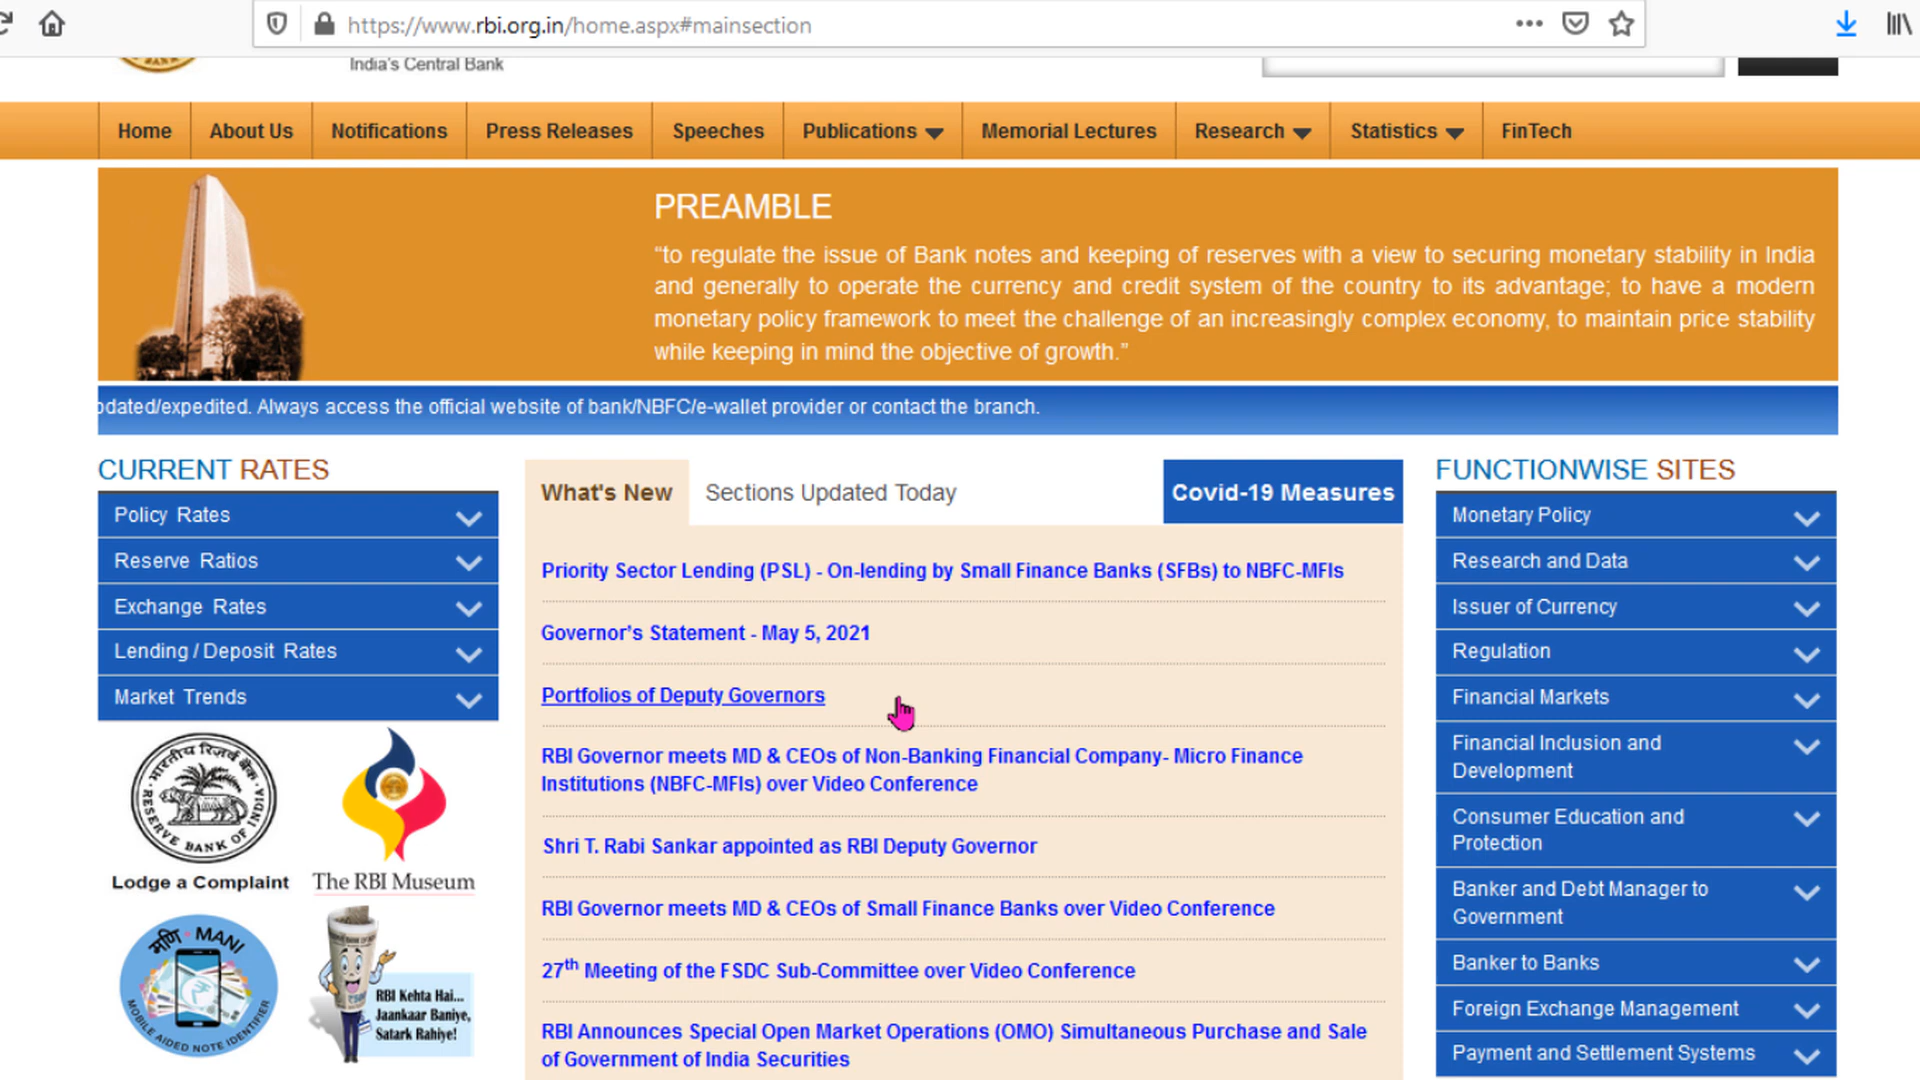 https://www.rbi.org.in/home.aspx#mainsection
India's Central Bank
Home
About Us
Notifications
Press Releases
Speeches
Publications
Memorial Lectures
Research
Statistics
FinTech
PREAMBLE
“to regulate the issue of Bank notes and keeping of reserves with a view to securing monetary stability in India
and generally to operate the currency and credit system of the country to its advantage; to have a modern
monetary policy framework to meet the challenge of an increasingly complex economy, to maintain price stability
while keeping in mind the objective of growth.”
pdated/expedited. Always access the official website of bank/NBFC/e-wallet provider or contact the branch.
CURRENT RATES
Policy Rates
Reserve Ratios
Exchange Rates
Lending / Deposit Rates
Market Trends
भारतीय रिज़र्व बैंक
RESERVE BANK OF INDIA
Lodge a Complaint
The RBI Museum
मणि MANI
MOBILE AIDED NOTE IDENTIFIER
RBI Kehta Hai...
Jaankaar Baniye,
Satark Rahiye!
What's New
Sections Updated Today
Covid-19 Measures
Priority Sector Lending (PSL) - On-lending by Small Finance Banks (SFBs) to NBFC-MFIs
Governor's Statement - May 5, 2021
Portfolios of Deputy Governors
RBI Governor meets MD & CEOs of Non-Banking Financial Company- Micro Finance
Institutions (NBFC-MFIs) over Video Conference
Shri T. Rabi Sankar appointed as RBI Deputy Governor
RBI Governor meets MD & CEOs of Small Finance Banks over Video Conference
27th Meeting of the FSDC Sub-Committee over Video Conference
RBI Announces Special Open Market Operations (OMO) Simultaneous Purchase and Sale
of Government of India Securities
FUNCTIONWISE SITES
Monetary Policy
Research and Data
Issuer of Currency
Regulation
Financial Markets
Financial Inclusion and
Development
Consumer Education and
Protection
Banker and Debt Manager to
Government
Banker to Banks
Foreign Exchange Management
Payment and Settlement Systems